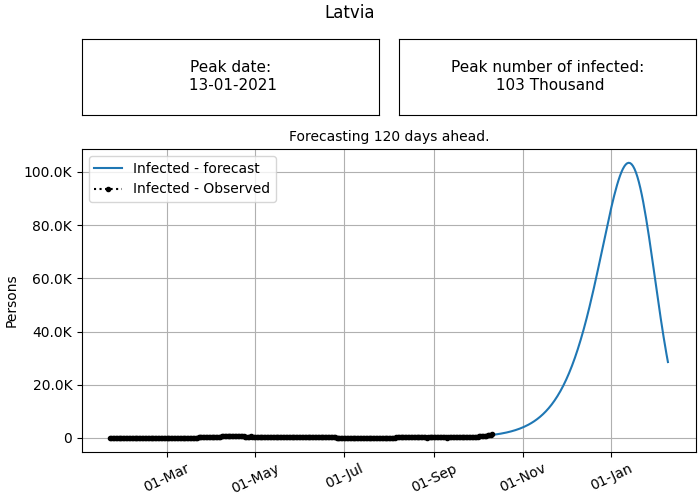 Latvia
Peak date:
13-01-2021
Peak number of infected:
103 Thousand
Forecasting 120 days ahead.
Infected - forecast
Infected - Observed
Persons
100.0K
80.0K
60.0K
40.0K
20.0K
0
01-Mar
01-May
01-Jul
01-Sep
01-Nov
01-Jan